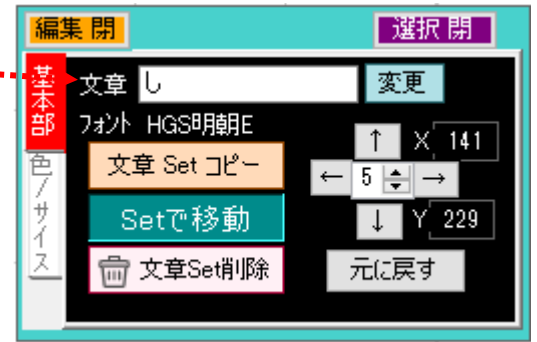 編集 閉 選択 閉
基本部
色/サイス
文章 し 変更
フォント HGS明朝E
文章 Set コピー
Setで移動
文章Set削除
↑ X 141
← 5 →
↓ Y 229
元に戻す